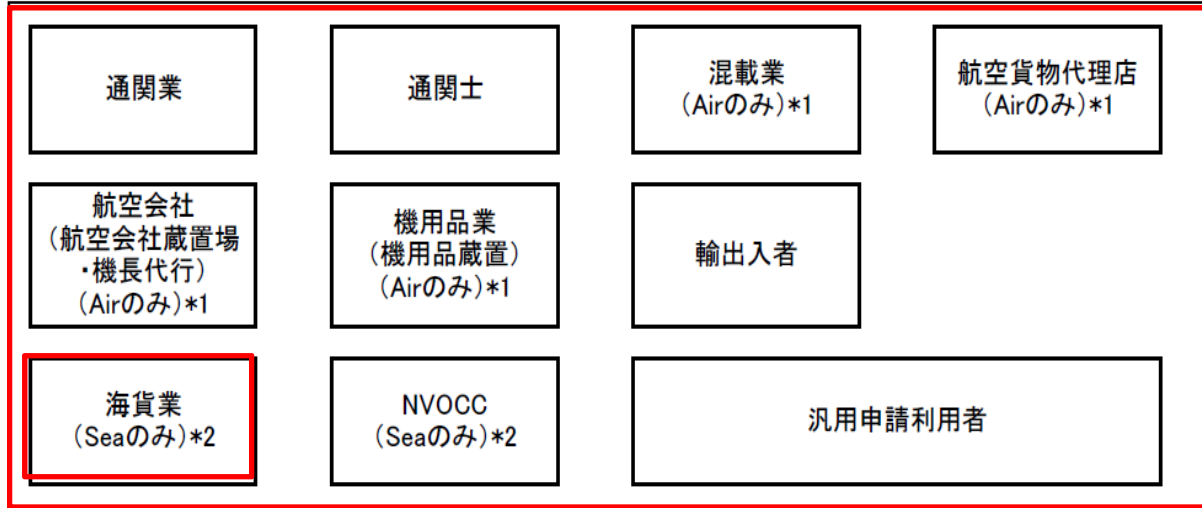 通関業
通関士
混載業
(Airのみ)*1
航空貨物代理店
(Airのみ)*1
航空会社
(航空会社蔵置場
・機長代行)
(Airのみ)*1
機用品業
(機用品蔵置)
(Airのみ)*1
輸出入者
海貨業
(Seaのみ)*2
NVOCC
(Seaのみ)*2
汎用申請利用者